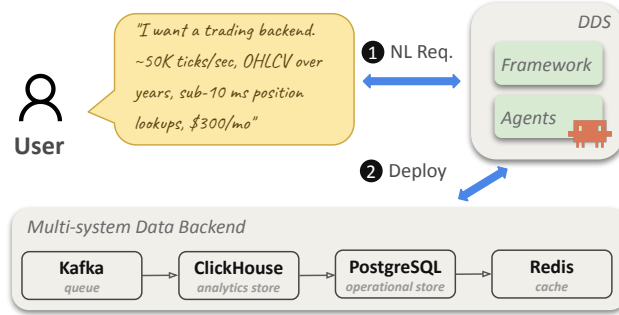 "I want a trading backend.
~50K ticks/sec, OHLCV over
years, sub-10 ms position
lookups, $300/mo"
User
1 NL Req.
DDS
Framework
Agents
2 Deploy
Multi-system Data Backend
Kafka
queue
ClickHouse
analytics store
PostgreSQL
operational store
Redis
cache